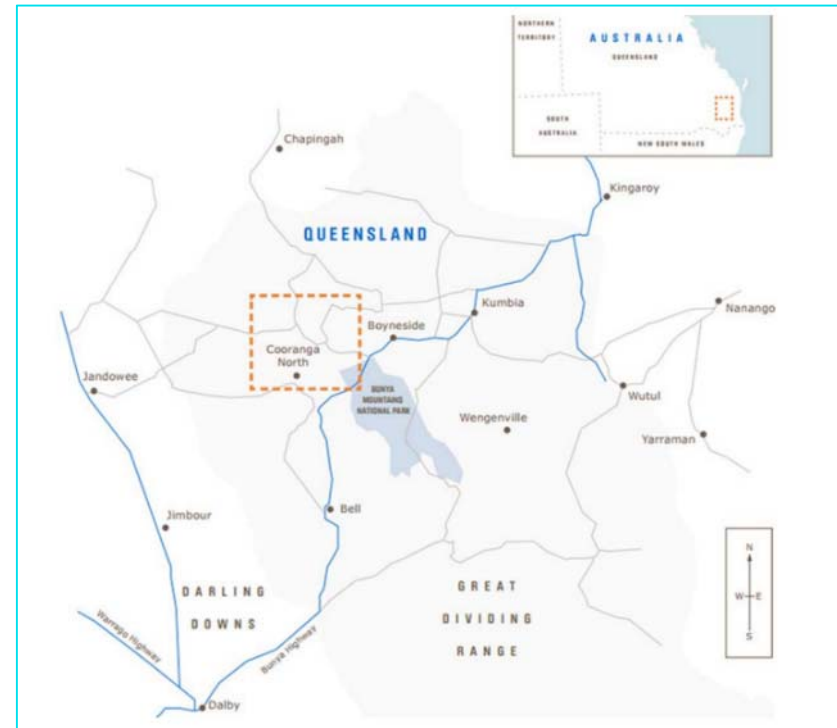 NORTHERN
TERRITORY
AUSTRALIA
QUEENSLAND
SOUTH
AUSTRALIA
NEW SOUTH WALES
Chapingah
Kingaroy
QUEENSLAND
Kumbia
Nanango
Boyneside
Cooranga
North
Jandowee
BUNYA
MOUNTAINS
NATIONAL PARK
Wutul
Wengenville
Yarraman
Bell
Jimbour
N
W E
S
DARLING
DOWNS
GREAT
DIVIDING
RANGE
Warrago Highway
Bunya Highway
Dalby